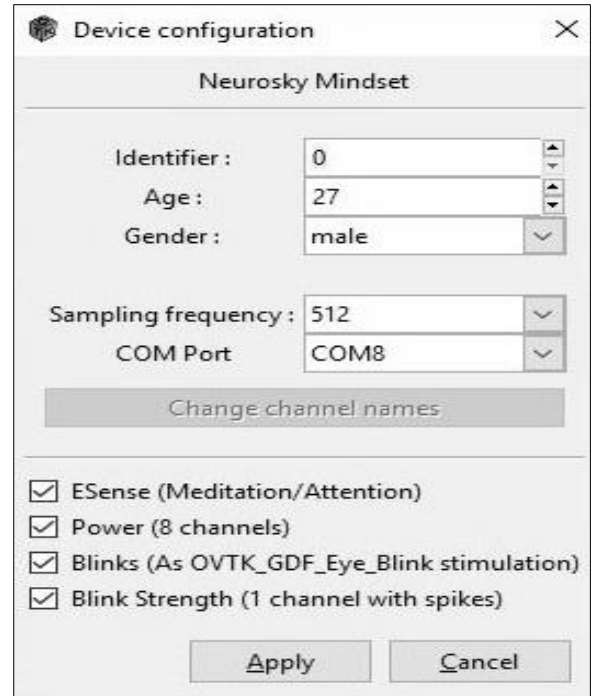 Device configuration
Neurosky Mindset
Identifier : 0
Age : 27
Gender : male
Sampling frequency : 512
COM Port COM8
Change channel names
ESense (Meditation/Attention)
Power (8 channels)
Blinks (As OVTK_GDF_Eye_Blink stimulation)
Blink Strength (1 channel with spikes)
Apply Cancel